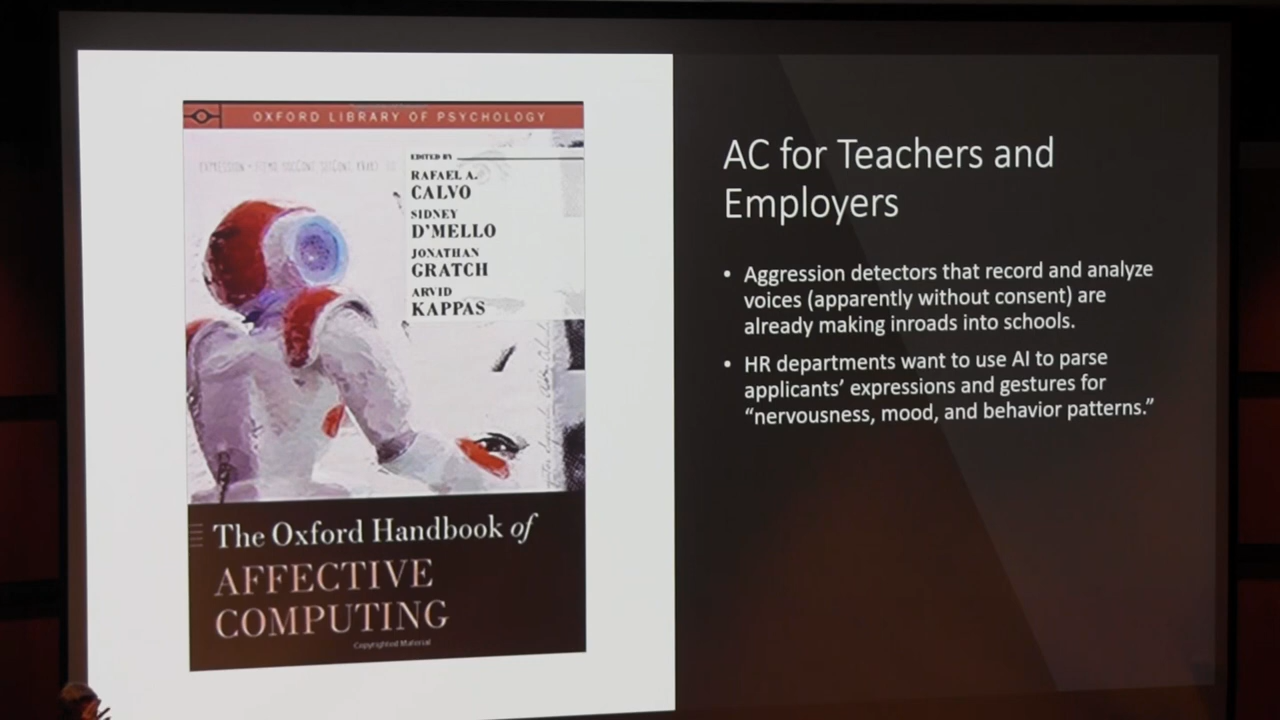 OXFORD LIBRARY OF PSYCHOLOGY
EDITED BY
RAFAEL A.
CALVO
SIDNEY
D'MELLO
JONATHAN
GRATCH
ARVID
KAPPAS
The Oxford Handbook of
AFFECTIVE
COMPUTING
Copyrighted Material
AC for Teachers and
Employers
• Aggression detectors that record and analyze
voices (apparently without consent) are
already making inroads into schools.
• HR departments want to use AI to parse
applicants’ expressions and gestures for
“nervousness, mood, and behavior patterns.”